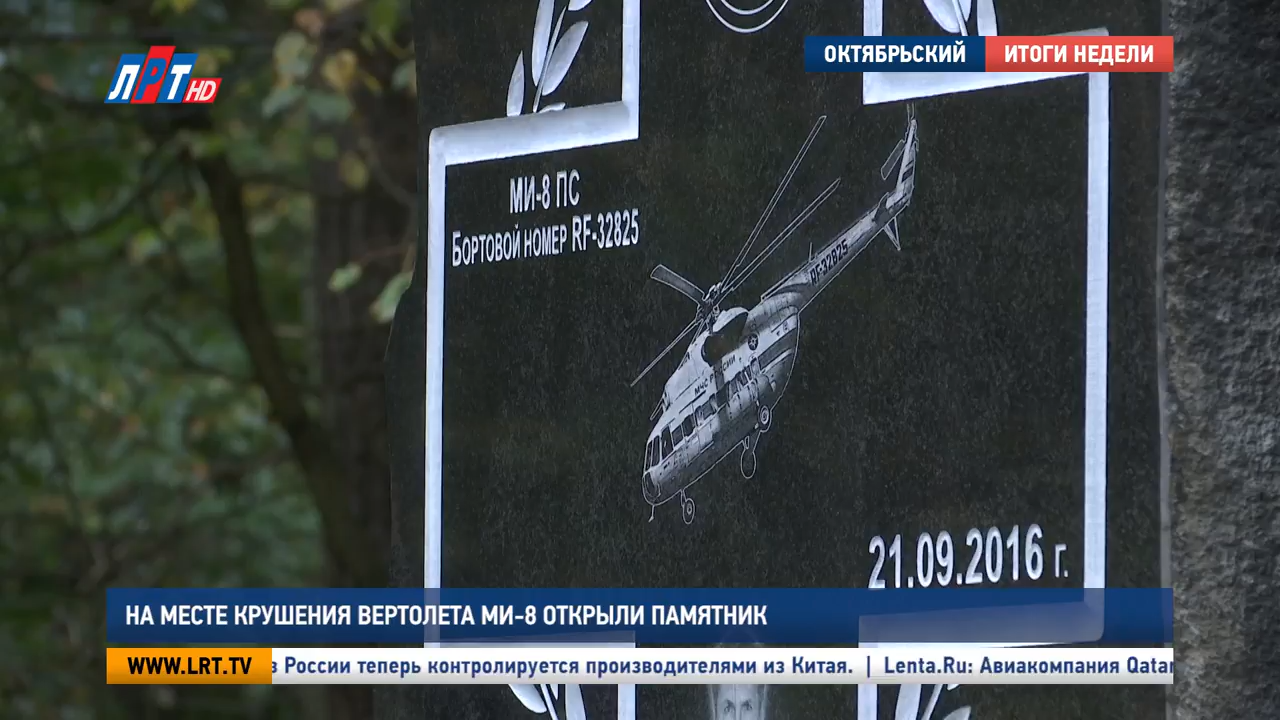 ЛРТ HD
ОКТЯБРЬСКИЙ
ИТОГИ НЕДЕЛИ
МИ-8 ПС
БОРТОВОЙ НОМЕР RF-32825
RF-32825
МЧС РОССИИ
21.09.2016 г.
НА МЕСТЕ КРУШЕНИЯ ВЕРТОЛЕТА МИ-8 ОТКРЫЛИ ПАМЯТНИК
WWW.LRT.TV
в России теперь контролируется производителями из Китая. | Lenta.Ru: Авиакомпания Qatar